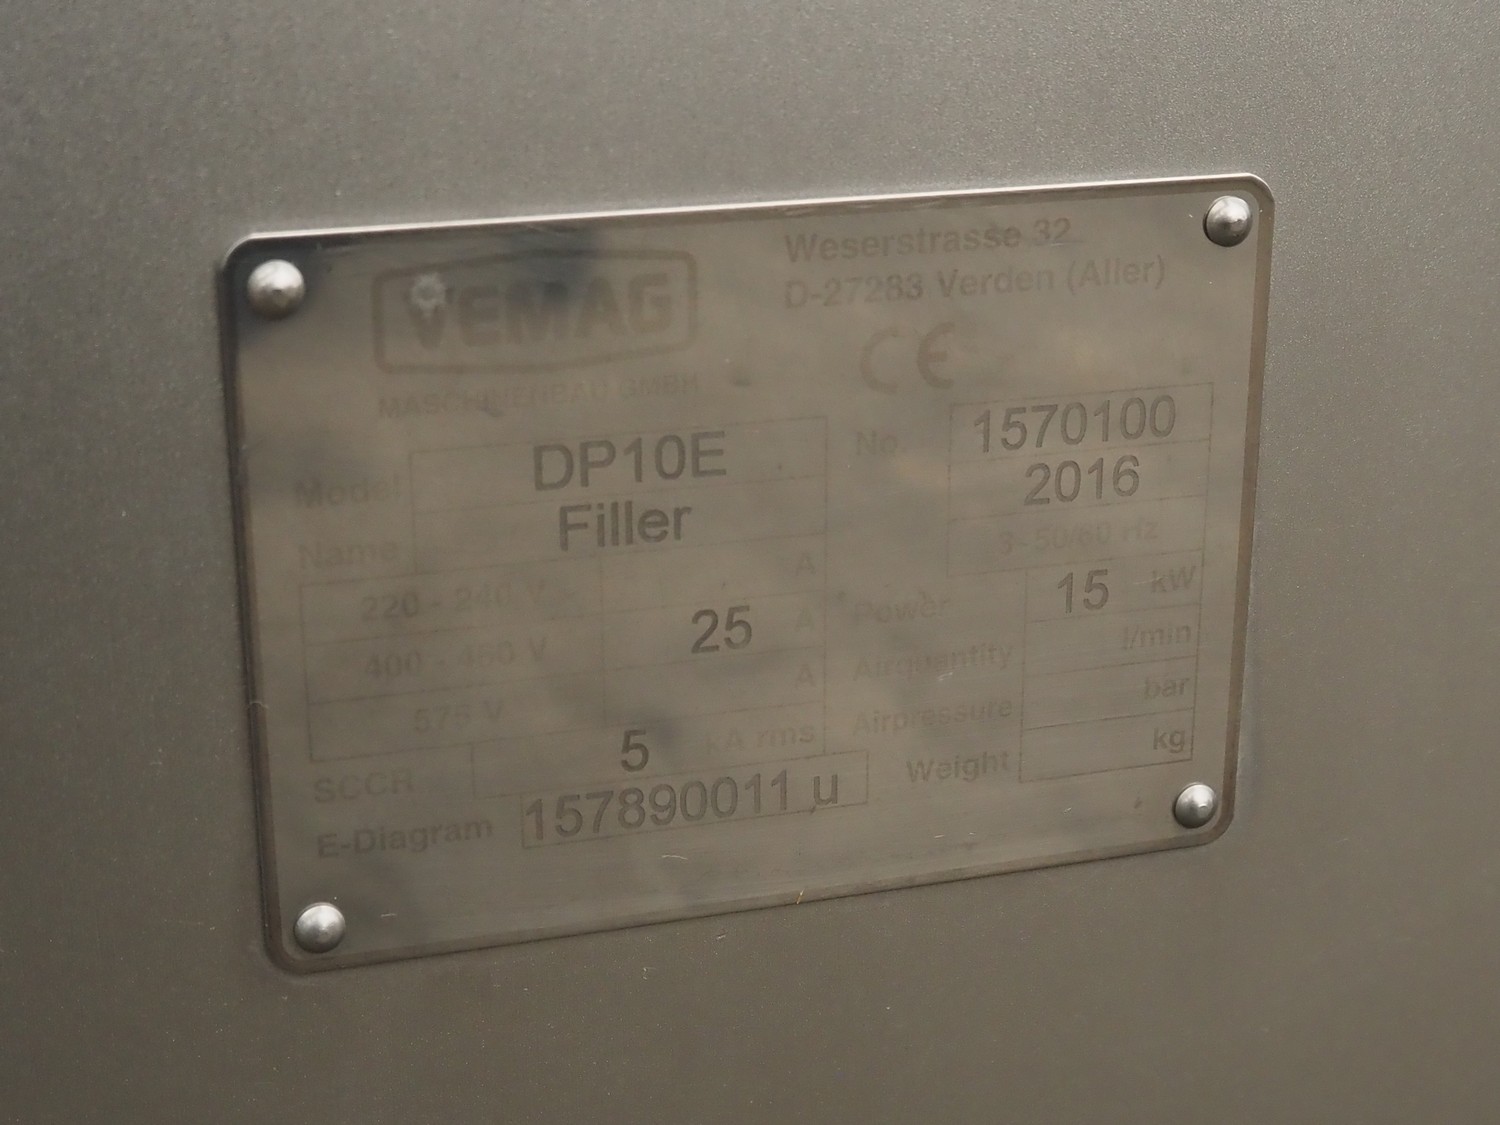 VEMAG
MASCHINENBAU GMBH
Weserstrasse 32
D-27283 Verden (Aller)
CE
Model DP10E
Name Filler
No. 1570100
2016
3~50/60 Hz
220 - 240 V A
400 - 460 V 25 A
575 V A
SCCR 5 kA rms
E-Diagram 157890011 u
Power 15 kW
Airquantity l/min
Airpressure bar
Weight kg